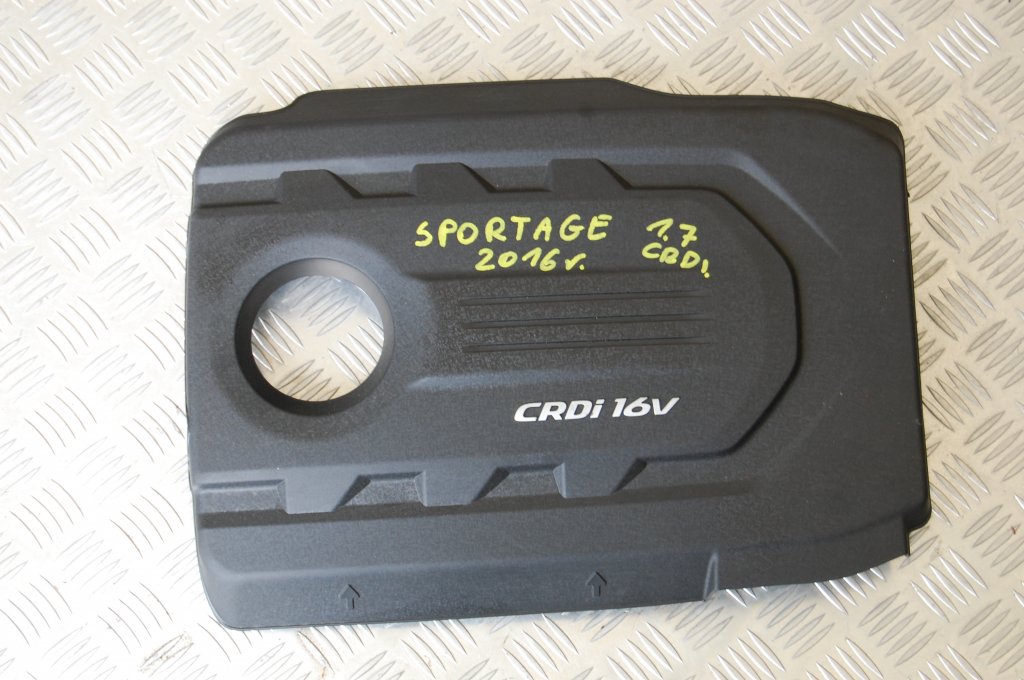 SPORTAGE 1.7
2016r. CRDi
CRDi 16V